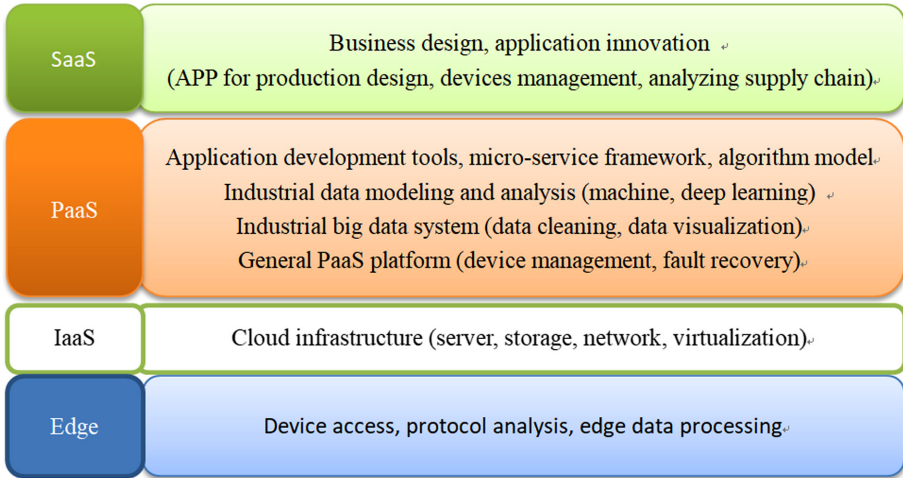 SaaS
Business design, application innovation
(APP for production design, devices management, analyzing supply chain)
PaaS
Application development tools, micro-service framework, algorithm model
Industrial data modeling and analysis (machine, deep learning)
Industrial big data system (data cleaning, data visualization)
General PaaS platform (device management, fault recovery)
IaaS
Cloud infrastructure (server, storage, network, virtualization)
Edge
Device access, protocol analysis, edge data processing